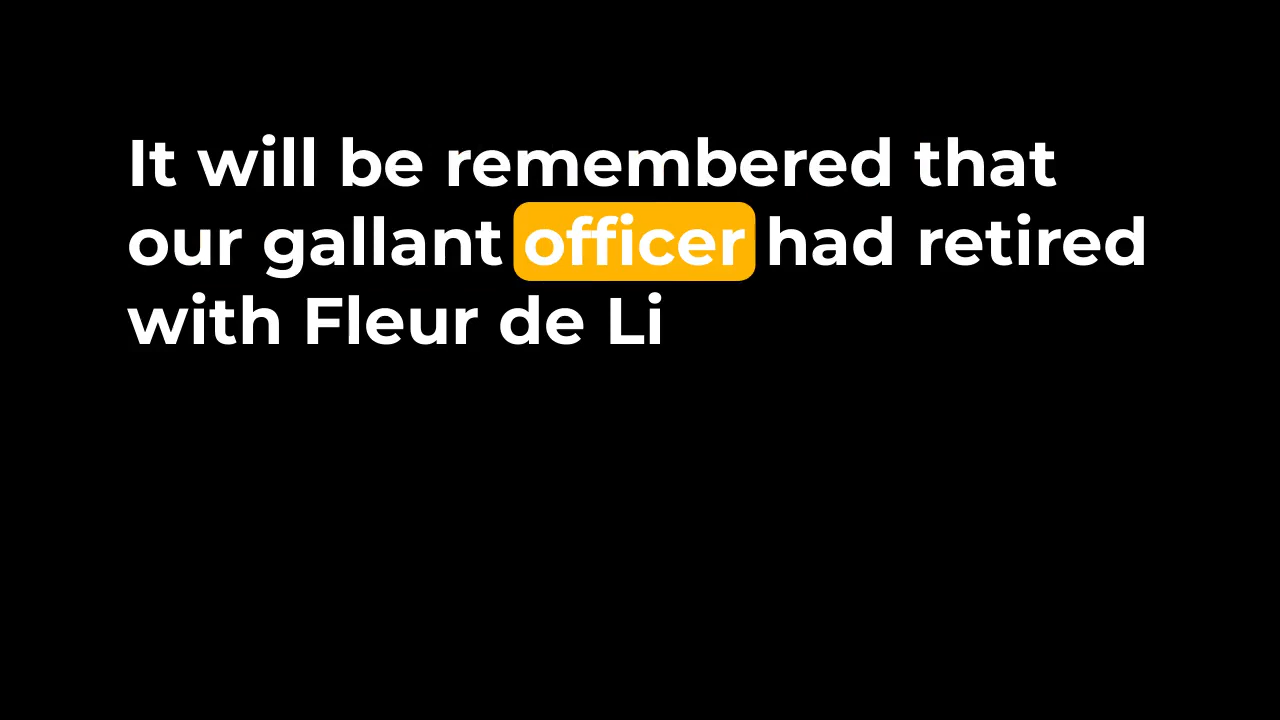 It will be remembered that
our gallant officer had retired
with Fleur de Li